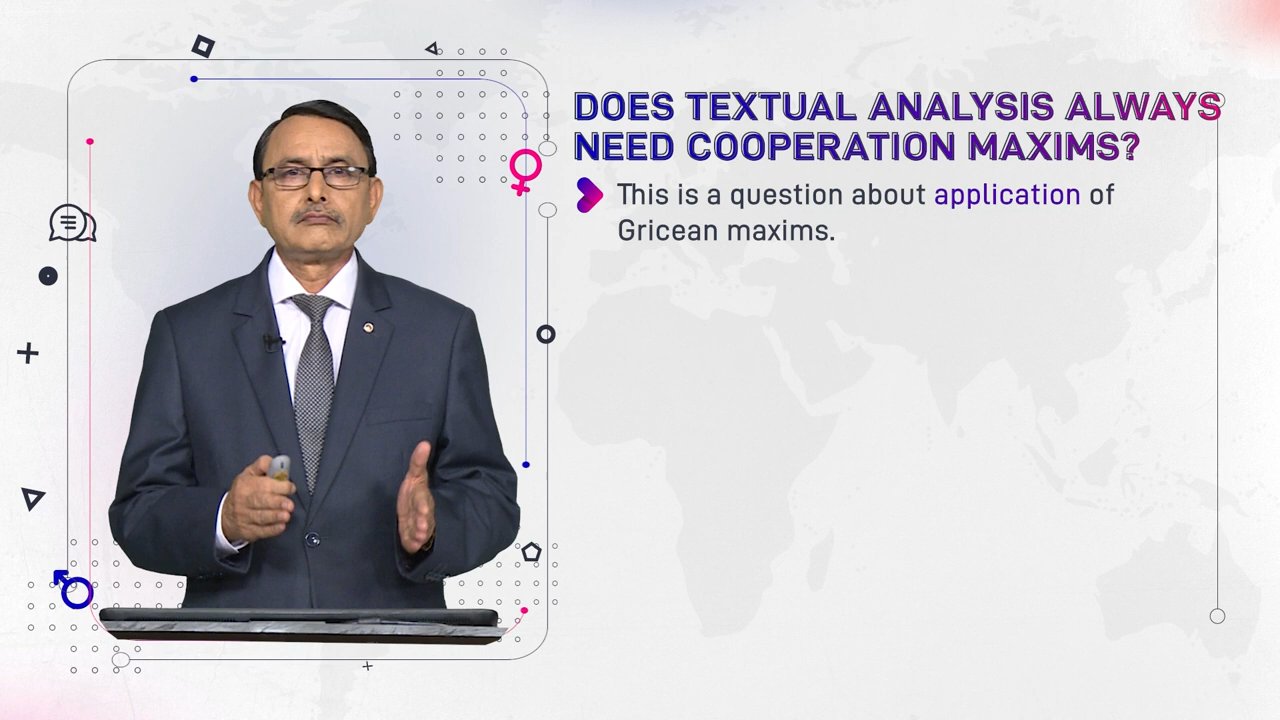 DOES TEXTUAL ANALYSIS ALWAYS
NEED COOPERATION MAXIMS?
This is a question about application of
Gricean maxims.